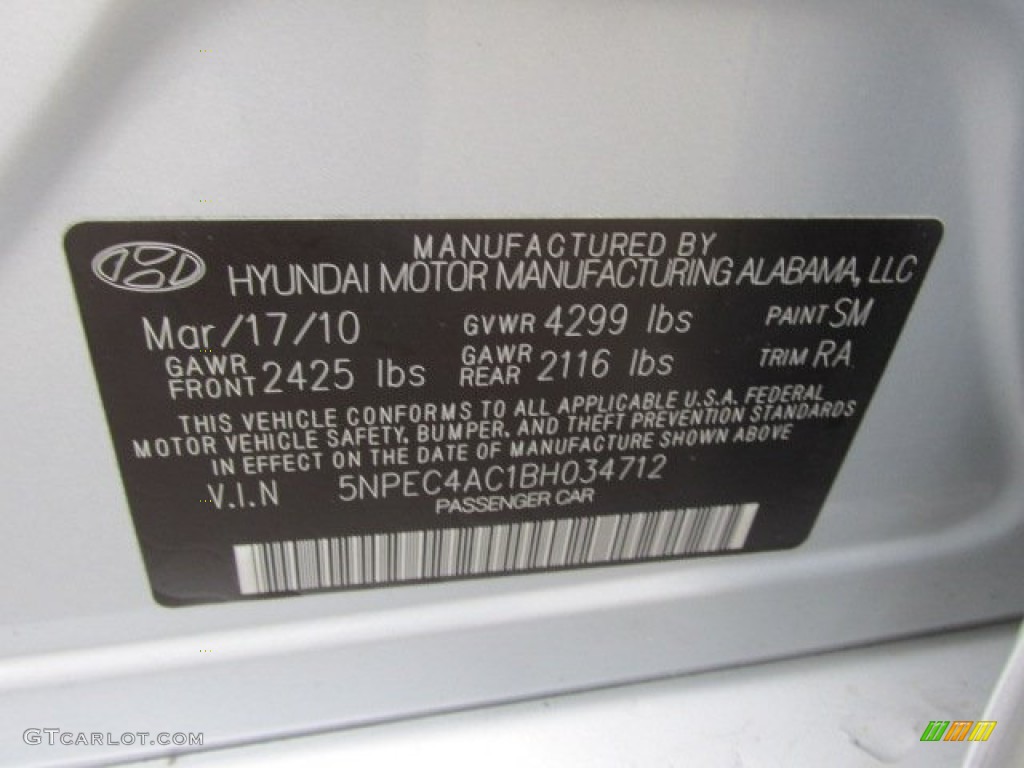 MANUFACTURED BY
HYUNDAI MOTOR MANUFACTURING ALABAMA, LLC
Mar/17/10 GVWR 4299 lbs PAINT SM
GAWR FRONT 2425 lbs GAWR REAR 2116 lbs TRIM RA
THIS VEHICLE CONFORMS TO ALL APPLICABLE U.S.A. FEDERAL
MOTOR VEHICLE SAFETY, BUMPER, AND THEFT PREVENTION STANDARDS
IN EFFECT ON THE DATE OF MANUFACTURE SHOWN ABOVE
V.I.N 5NPEC4AC1BH034712
PASSENGER CAR
GTCARLOT.COM